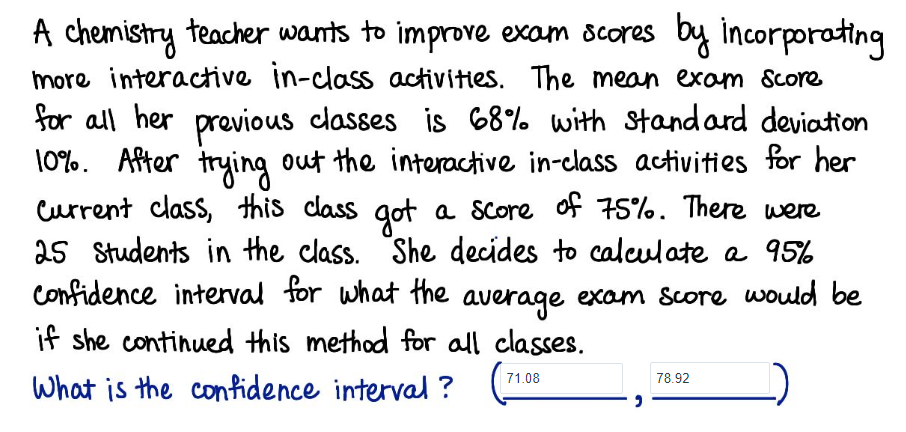 A chemistry teacher wants to improve exam scores by incorporating
more interactive in-class activities. The mean exam score
for all her previous classes is 68% with standard deviation
10%. After trying out the interactive in-class activities for her
current class, this class got a score of 75%. There were
25 students in the class. She decides to calculate a 95%
confidence interval for what the average exam score would be
if she continued this method for all classes.
What is the confidence interval? (71.08, 78.92)